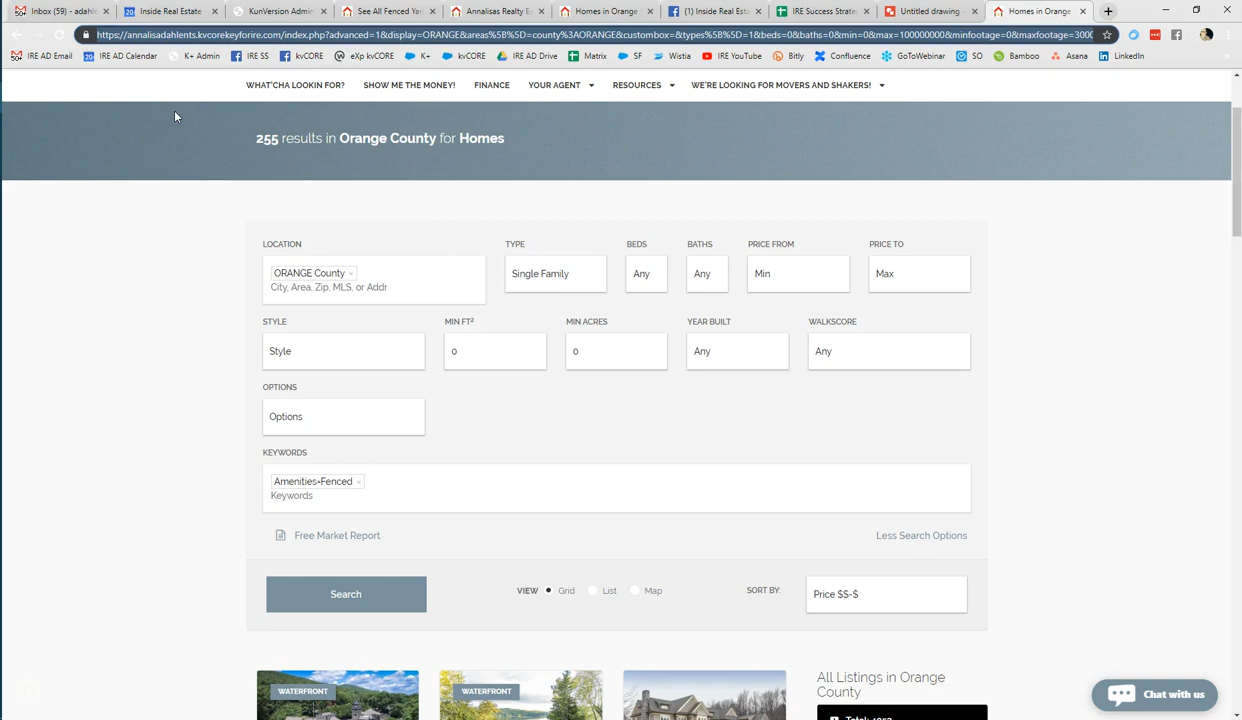 Inbox (59) - adahle
Inside Real Estate
KunVersion Admin
See All Fenced Yar
Annalisas Realty E
Homes in Orange
(1) Inside Real Esta
IRE Success Strate
Untitled drawing -
Homes in Orange
https://annalisadahlents.kvcorekeyforire.com/index.php?advanced=1&display=ORANGE&areas%5B%5D=county%3AORANGE&custombox=&types%5B%5D=1&beds=0&baths=0&min=0&max=100000000&minfootage=0&maxfootage=3000
IRE AD Email
IRE AD Calendar
K+ Admin
IRE SS
kvCORE
eXp kvCORE
IRE AD Drive
K+
kvCORE
Matrix
SF
Wistia
IRE YouTube
Bitly
Confluence
GoToWebinar
SO
Bamboo
Asana
LinkedIn
WHAT'CHA LOOKIN FOR?
SHOW ME THE MONEY!
FINANCE
YOUR AGENT
RESOURCES
WE'RE LOOKING FOR MOVERS AND SHAKERS!
255 results in Orange County for Homes
LOCATION
TYPE
BEDS
BATHS
PRICE FROM
PRICE TO
ORANGE County ×
City, Area, Zip, MLS, or Addr
Single Family
Any
Any
Min
Max
STYLE
MIN FT²
MIN ACRES
YEAR BUILT
WALKSCORE
Style
0
0
Any
Any
OPTIONS
Options
KEYWORDS
Amenities=Fenced ×
Keywords
Free Market Report
Less Search Options
Search
VIEW
Grid
List
Map
SORT BY:
Price $$-$
WATERFRONT
WATERFRONT
All Listings in Orange
County
Chat with us